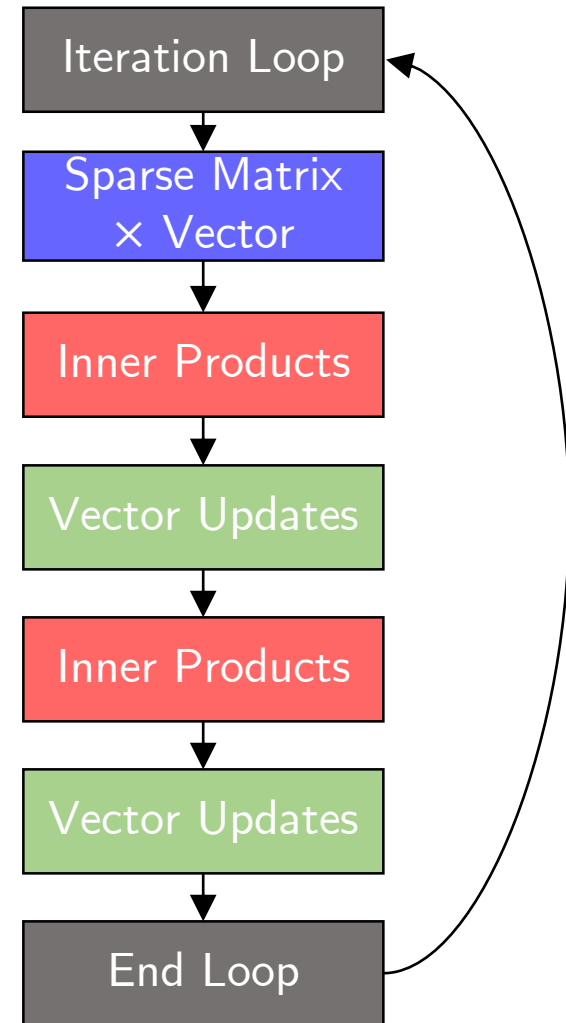 Iteration Loop
Sparse Matrix
× Vector
Inner Products
Vector Updates
Inner Products
Vector Updates
End Loop